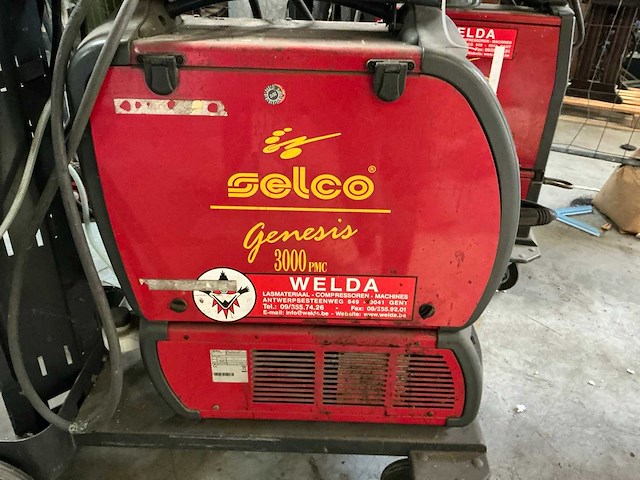 selco®
Genesis
3000 PMC
WELDA
LASMATERIAAL - COMPRESSOREN - MACHINES
ANTWERPSESTEENWEG 949 - 9041 GENT
Tel.: 09/355.74.26 Fax: 09/355.92.01
E-mail: info@welda.be - Website: www.welda.be
WELDA